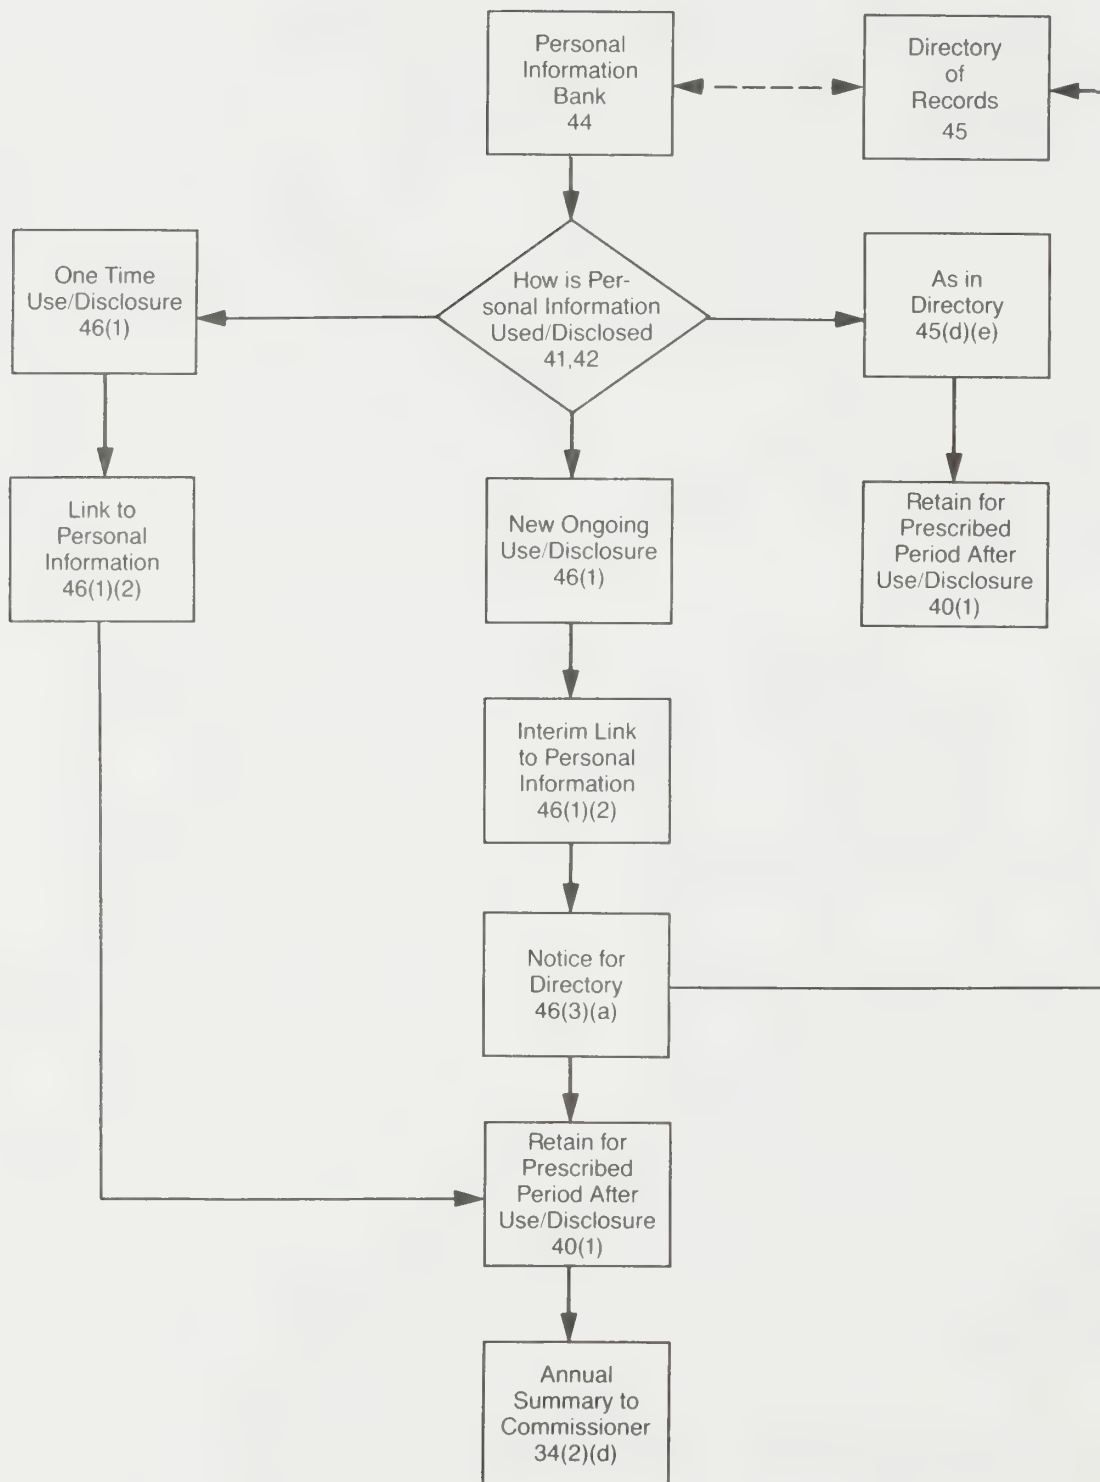 Personal
Information
Bank
44
Directory
of
Records
45
One Time
Use/Disclosure
46(1)
How is Per-
sonal Information
Used/Disclosed
41,42
As in
Directory
45(d)(e)
Link to
Personal
Information
46(1)(2)
New Ongoing
Use/Disclosure
46(1)
Retain for
Prescribed
Period After
Use/Disclosure
40(1)
Interim Link
to Personal
Information
46(1)(2)
Notice for
Directory
46(3)(a)
Retain for
Prescribed
Period After
Use/Disclosure
40(1)
Annual
Summary to
Commissioner
34(2)(d)